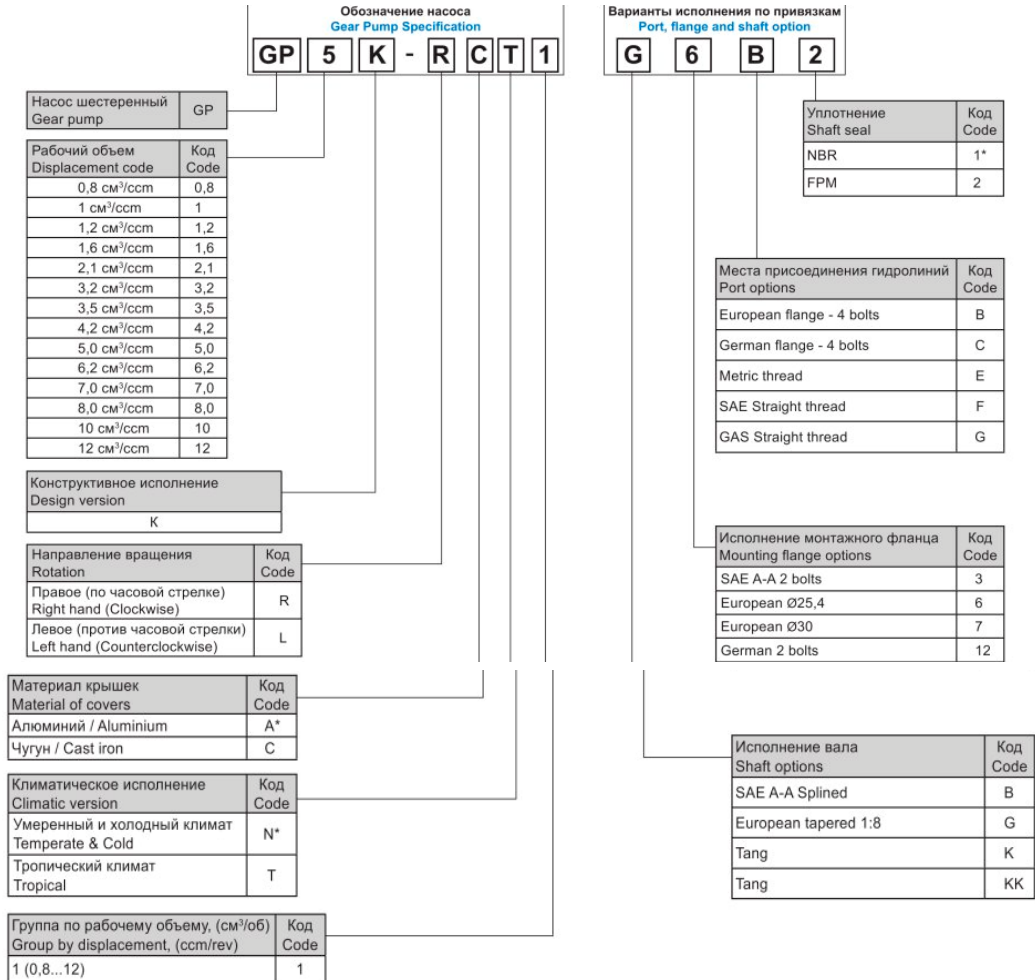 Обозначение насоса
Gear Pump Specification
GP 5 K - R C T 1
Варианты исполнения по привязкам
Port, flange and shaft option
G 6 B 2
Насос шестеренный
Gear pump
GP
Рабочий объем Код
Displacement code Code
0,8 см³/ccm 0,8
1 см³/ccm 1
1,2 см³/ccm 1,2
1,6 см³/ccm 1,6
2,1 см³/ccm 2,1
3,2 см³/ccm 3,2
3,5 см³/ccm 3,5
4,2 см³/ccm 4,2
5,0 см³/ccm 5,0
6,2 см³/ccm 6,2
7,0 см³/ccm 7,0
8,0 см³/ccm 8,0
10 см³/ccm 10
12 см³/ccm 12
Конструктивное исполнение
Design version
К
Направление вращения Код
Rotation Code
Правое (по часовой стрелке)
Right hand (Clockwise)
R
Левое (против часовой стрелки)
Left hand (Counterclockwise)
L
Материал крышек Код
Material of covers Code
Алюминий / Aluminium A*
Чугун / Cast iron C
Климатическое исполнение Код
Climatic version Code
Умеренный и холодный климат
Temperate & Cold
N*
Тропический климат
Tropical
T
Группа по рабочему объему, (см³/об) Код
Group by displacement, (ccm/rev) Code
1 (0,8...12) 1
Уплотнение Код
Shaft seal Code
NBR 1*
FPM 2
Места присоединения гидролиний Код
Port options Code
European flange - 4 bolts B
German flange - 4 bolts C
Metric thread E
SAE Straight thread F
GAS Straight thread G
Исполнение монтажного фланца Код
Mounting flange options Code
SAE A-A 2 bolts 3
European Ø25,4 6
European Ø30 7
German 2 bolts 12
Исполнение вала Код
Shaft options Code
SAE A-A Splined B
European tapered 1:8 G
Tang K
Tang KK